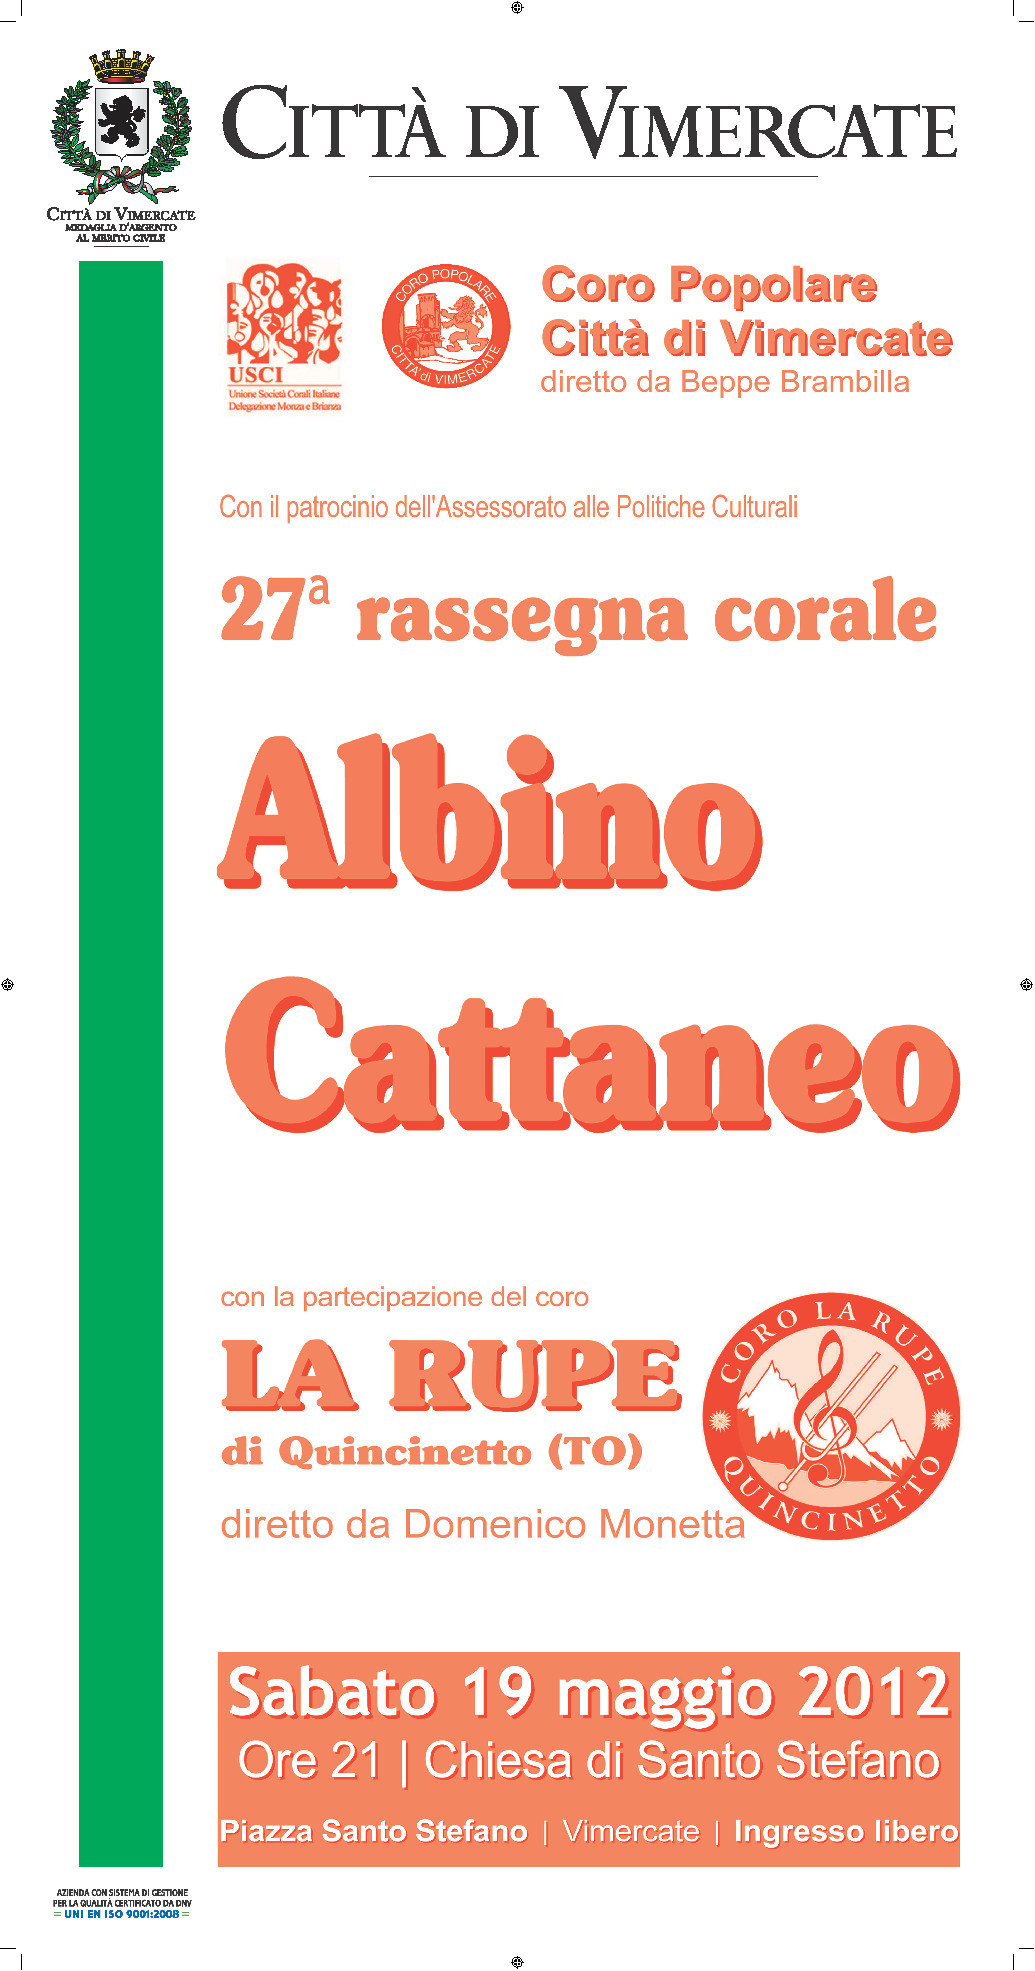 CITTÀ DI VIMERCATE
CITTÀ DI VIMERCATE
MEDAGLIA D'ARGENTO
AL MERITO CIVILE
USCI
Unione Società Corali Italiane
Delegazione Monza e Brianza
CORO POPOLARE
CITTA' di VIMERCATE
Coro Popolare
Città di Vimercate
diretto da Beppe Brambilla
Con il patrocinio dell'Assessorato alle Politiche Culturali
27ª rassegna corale
Albino
Cattaneo
con la partecipazione del coro
LA RUPE
di Quincinetto (TO)
diretto da Domenico Monetta
CORO LA RUPE
QUINCINETTO
Sabato 19 maggio 2012
Ore 21 | Chiesa di Santo Stefano
Piazza Santo Stefano | Vimercate | Ingresso libero
AZIENDA CON SISTEMA DI GESTIONE
PER LA QUALITÀ CERTIFICATO DA DNV
= UNI EN ISO 9001:2008 =